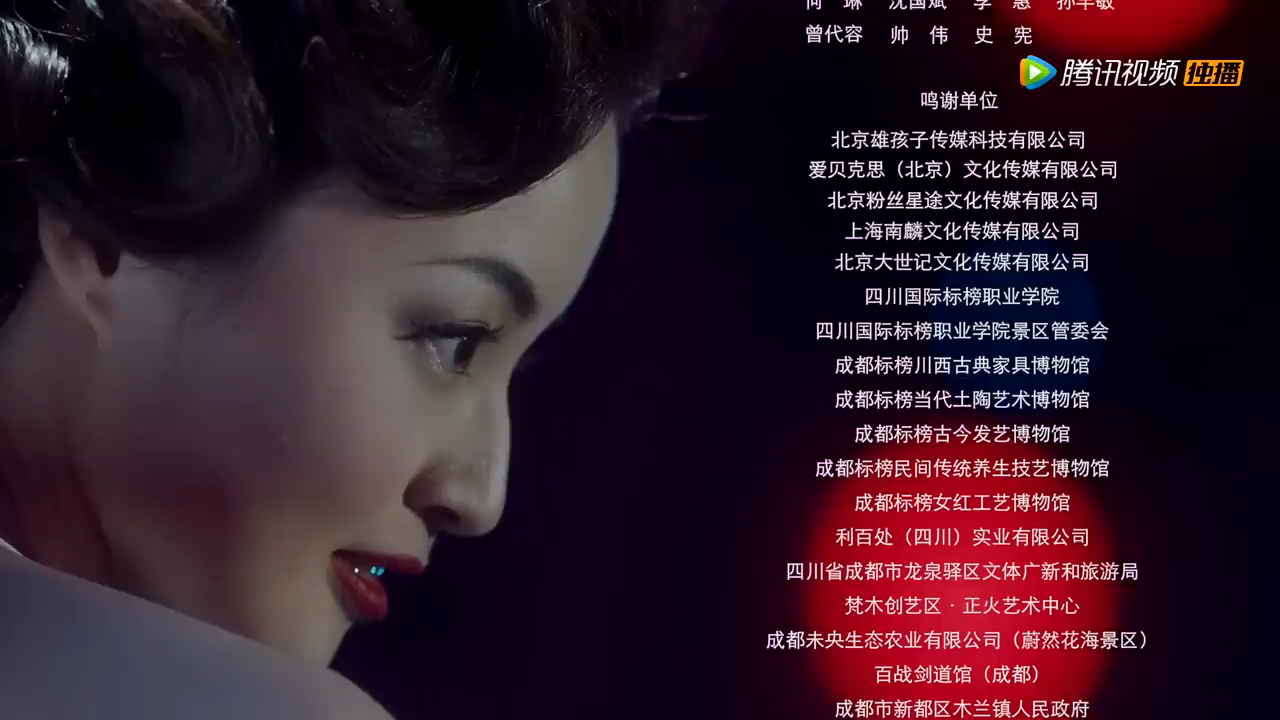 何 琳 沈国斌 李 慧 孙羊敏
曾代容 帅 伟 史 宪
腾讯视频 独播
鸣谢单位
北京雄孩子传媒科技有限公司
爱贝克思（北京）文化传媒有限公司
北京粉丝星途文化传媒有限公司
上海南麟文化传媒有限公司
北京大世记文化传媒有限公司
四川国际标榜职业学院
四川国际标榜职业学院景区管委会
成都标榜川西古典家具博物馆
成都标榜当代土陶艺术博物馆
成都标榜古今发艺博物馆
成都标榜民间传统养生技艺博物馆
成都标榜女红工艺博物馆
利百处（四川）实业有限公司
四川省成都市龙泉驿区文体广新和旅游局
梵木创艺区·正火艺术中心
成都未央生态农业有限公司（蔚然花海景区）
百战剑道馆（成都）
成都市新都区木兰镇人民政府